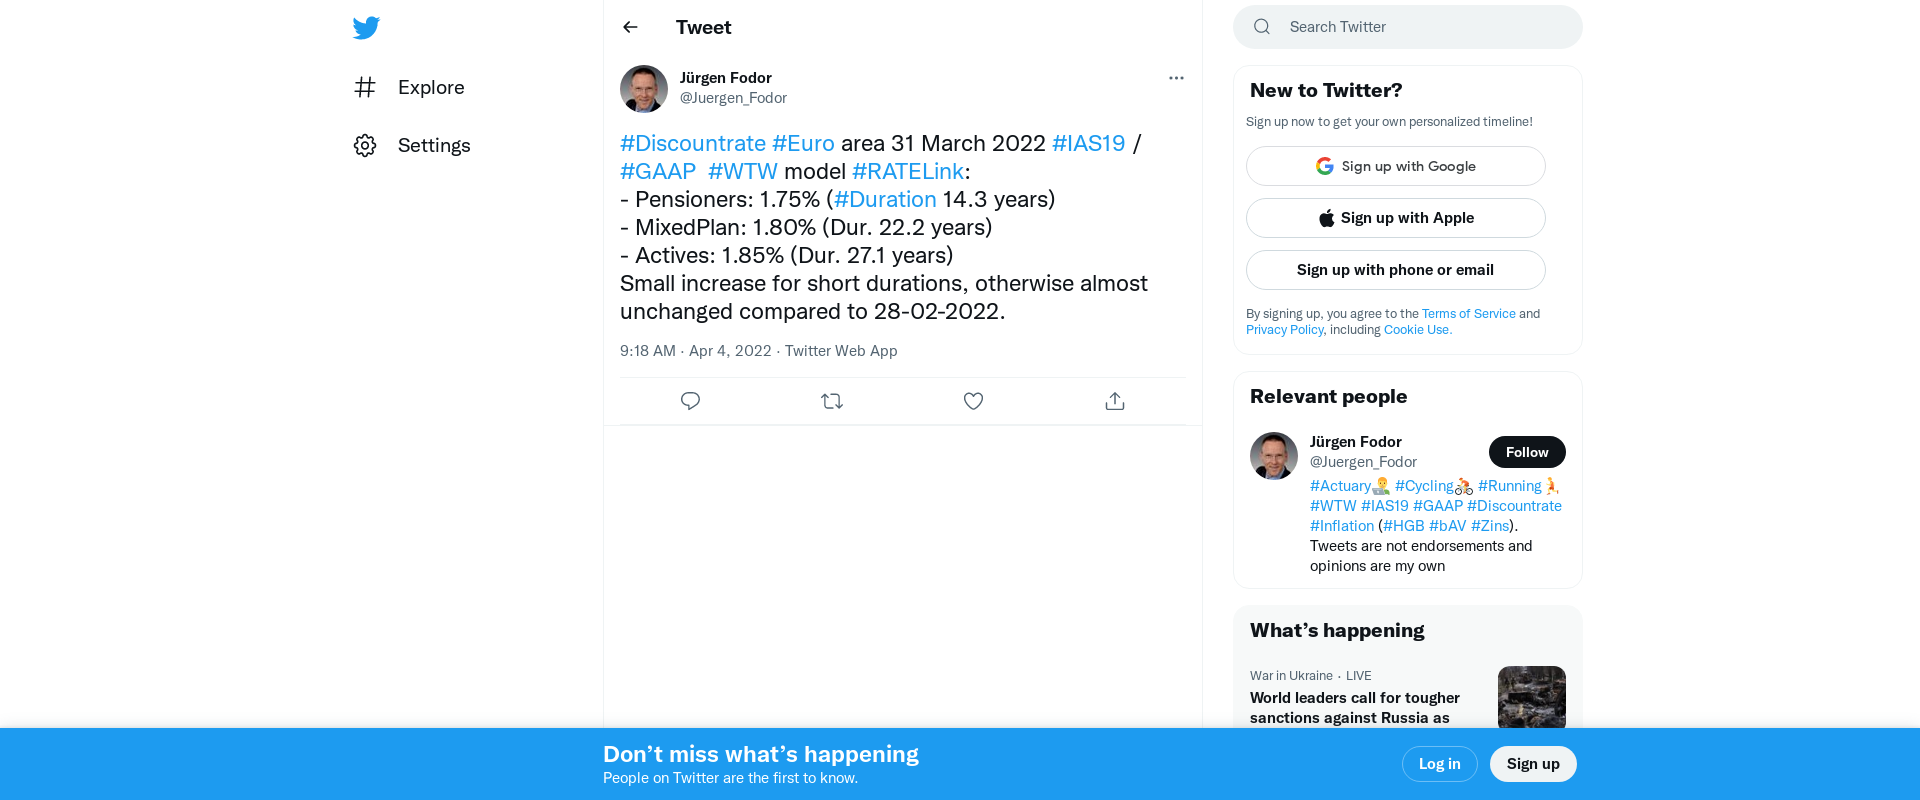 Explore
Settings
Tweet
Jürgen Fodor
@Juergen_Fodor
#Discountrate #Euro area 31 March 2022 #IAS19 /
#GAAP #WTW model #RATELink:
- Pensioners: 1.75% (#Duration 14.3 years)
- MixedPlan: 1.80% (Dur. 22.2 years)
- Actives: 1.85% (Dur. 27.1 years)
Small increase for short durations, otherwise almost
unchanged compared to 28-02-2022.
9:18 AM · Apr 4, 2022 · Twitter Web App
Search Twitter
New to Twitter?
Sign up now to get your own personalized timeline!
Sign up with Google
Sign up with Apple
Sign up with phone or email
By signing up, you agree to the Terms of Service and
Privacy Policy, including Cookie Use.
Relevant people
Jürgen Fodor
@Juergen_Fodor
Follow
#Actuary #Cycling #Running
#WTW #IAS19 #GAAP #Discountrate
#Inflation (#HGB #bAV #Zins).
Tweets are not endorsements and
opinions are my own
What's happening
War in Ukraine · LIVE
World leaders call for tougher
sanctions against Russia as
Don't miss what's happening
People on Twitter are the first to know.
Log in
Sign up